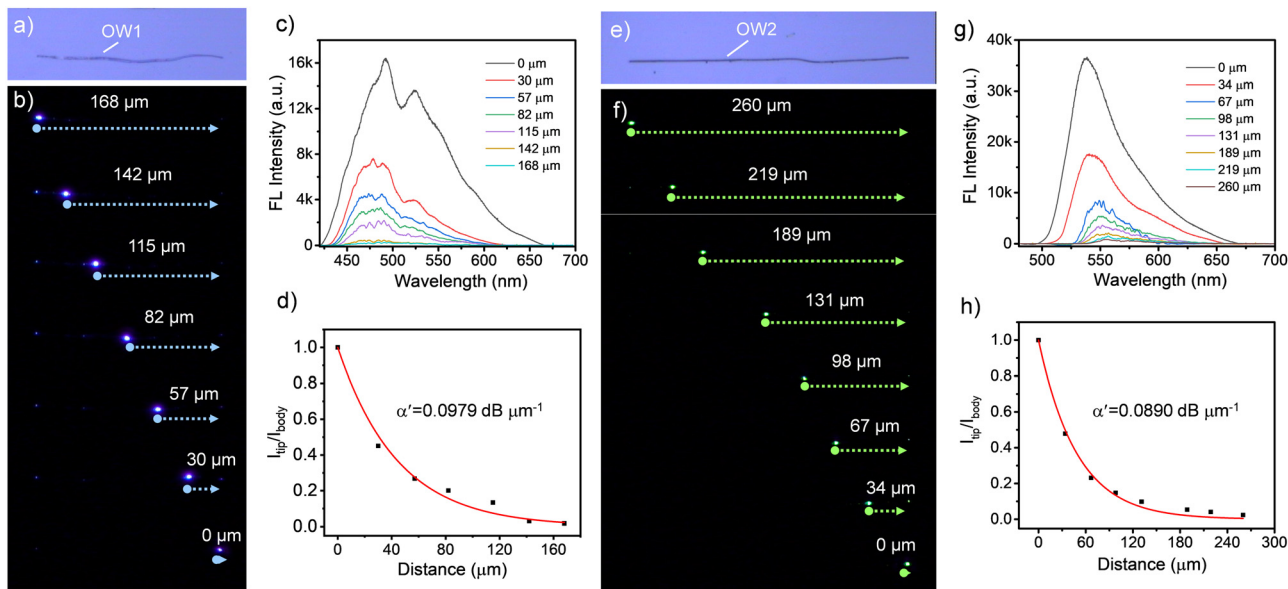 a)
OW1
b)
168 µm
142 µm
115 µm
82 µm
57 µm
30 µm
0 µm
c)
FL Intensity (a.u.)
16k
12k
8k
4k
0
450 500 550 600 650 700
Wavelength (nm)
0 µm
30 µm
57 µm
82 µm
115 µm
142 µm
168 µm
d)
I_tip/I_body
1.0
0.8
0.6
0.4
0.2
0.0
0 40 80 120 160
Distance (µm)
α′=0.0979 dB µm⁻¹
e)
OW2
f)
260 µm
219 µm
189 µm
131 µm
98 µm
67 µm
34 µm
0 µm
g)
FL Intensity (a.u.)
40k
30k
20k
10k
0
500 550 600 650 700
Wavelength (nm)
0 µm
34 µm
67 µm
98 µm
131 µm
189 µm
219 µm
260 µm
h)
I_tip/I_body
1.0
0.8
0.6
0.4
0.2
0.0
0 60 120 180 240 300
Distance (µm)
α′=0.0890 dB µm⁻¹